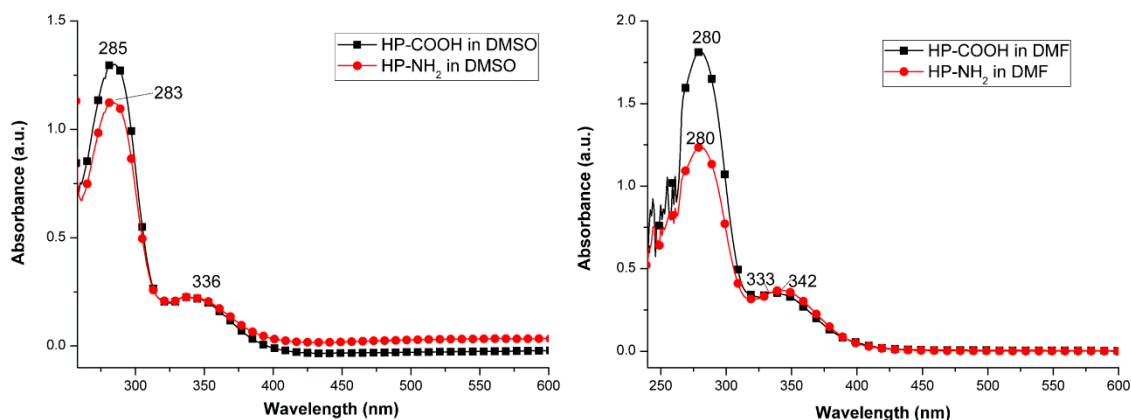 1.5
1.0
0.5
0.0
Absorbance (a.u.)
285
283
336
HP-COOH in DMSO
HP-NH₂ in DMSO
300 350 400 450 500 550 600
Wavelength (nm)
2.0
1.5
1.0
0.5
0.0
Absorbance (a.u.)
280
280
333 342
HP-COOH in DMF
HP-NH₂ in DMF
250 300 350 400 450 500 550 600
Wavelength (nm)